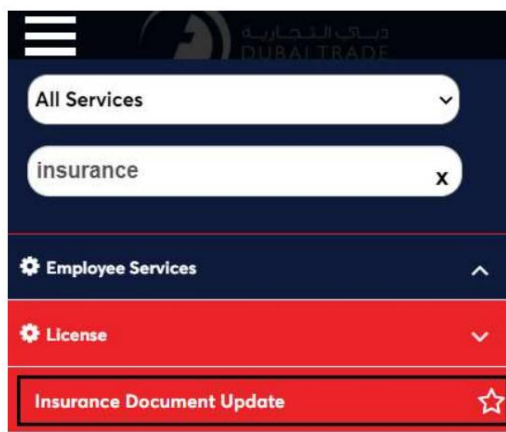 دبي التجارية
DUBAI TRADE
All Services
insurance
x
Employee Services
License
Insurance Document Update